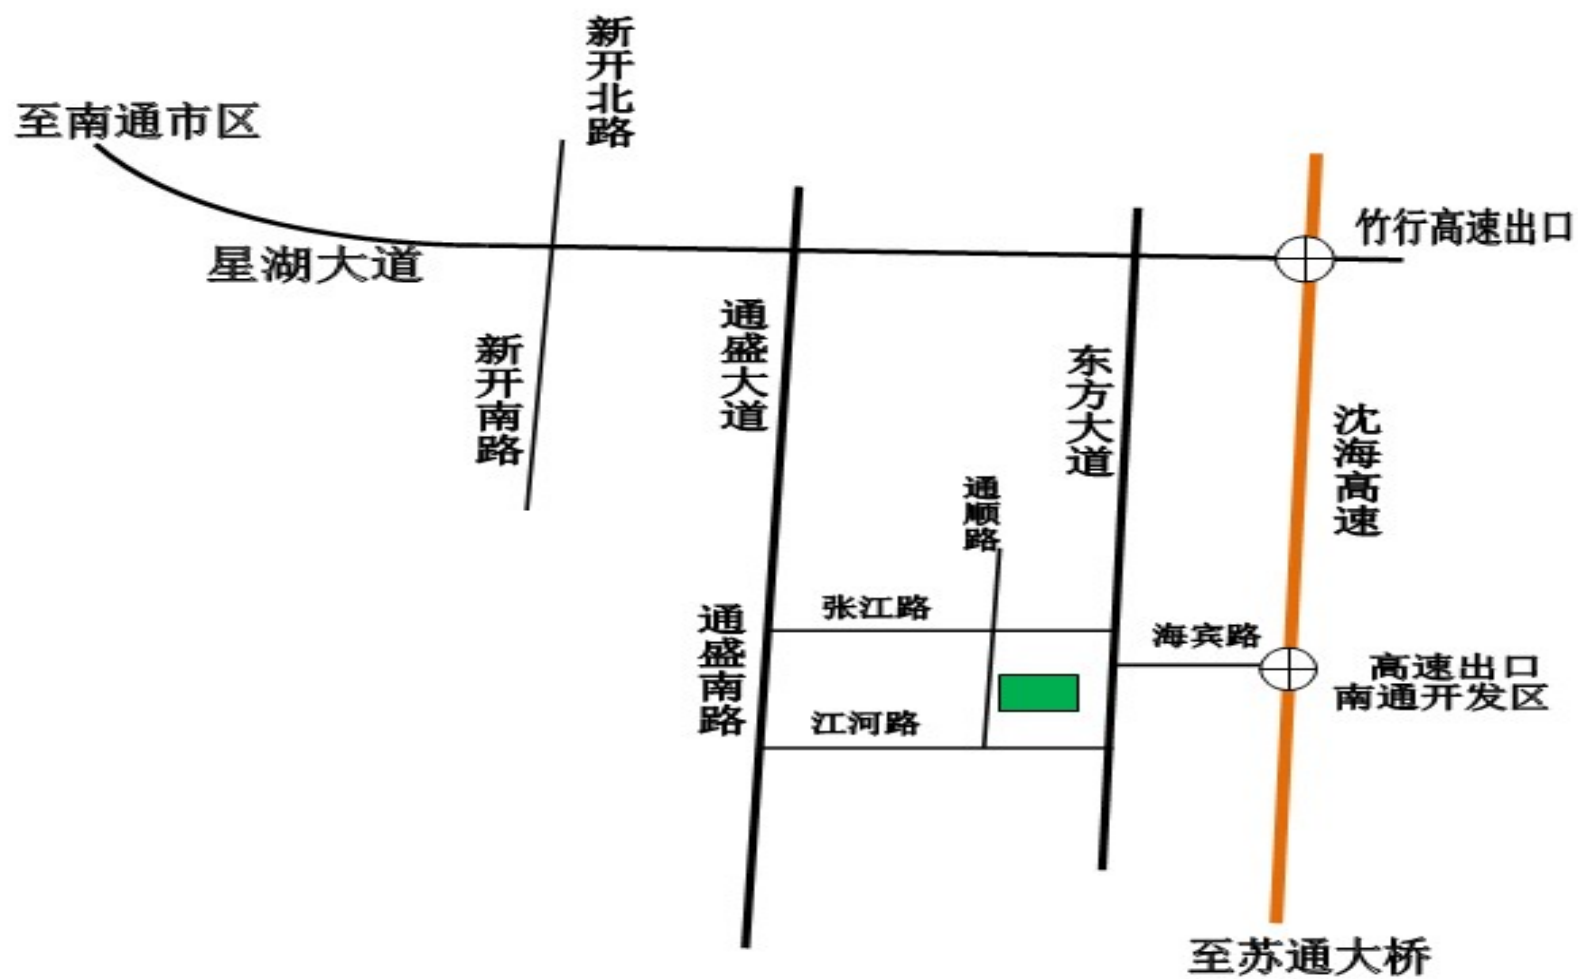 新开北路
至南通市区
竹行高速出口
星湖大道
通盛大道
新开南路
东方大道
沈海高速
通顺路
张江路
通盛南路
海宾路
高速出口
南通开发区
江河路
至苏通大桥